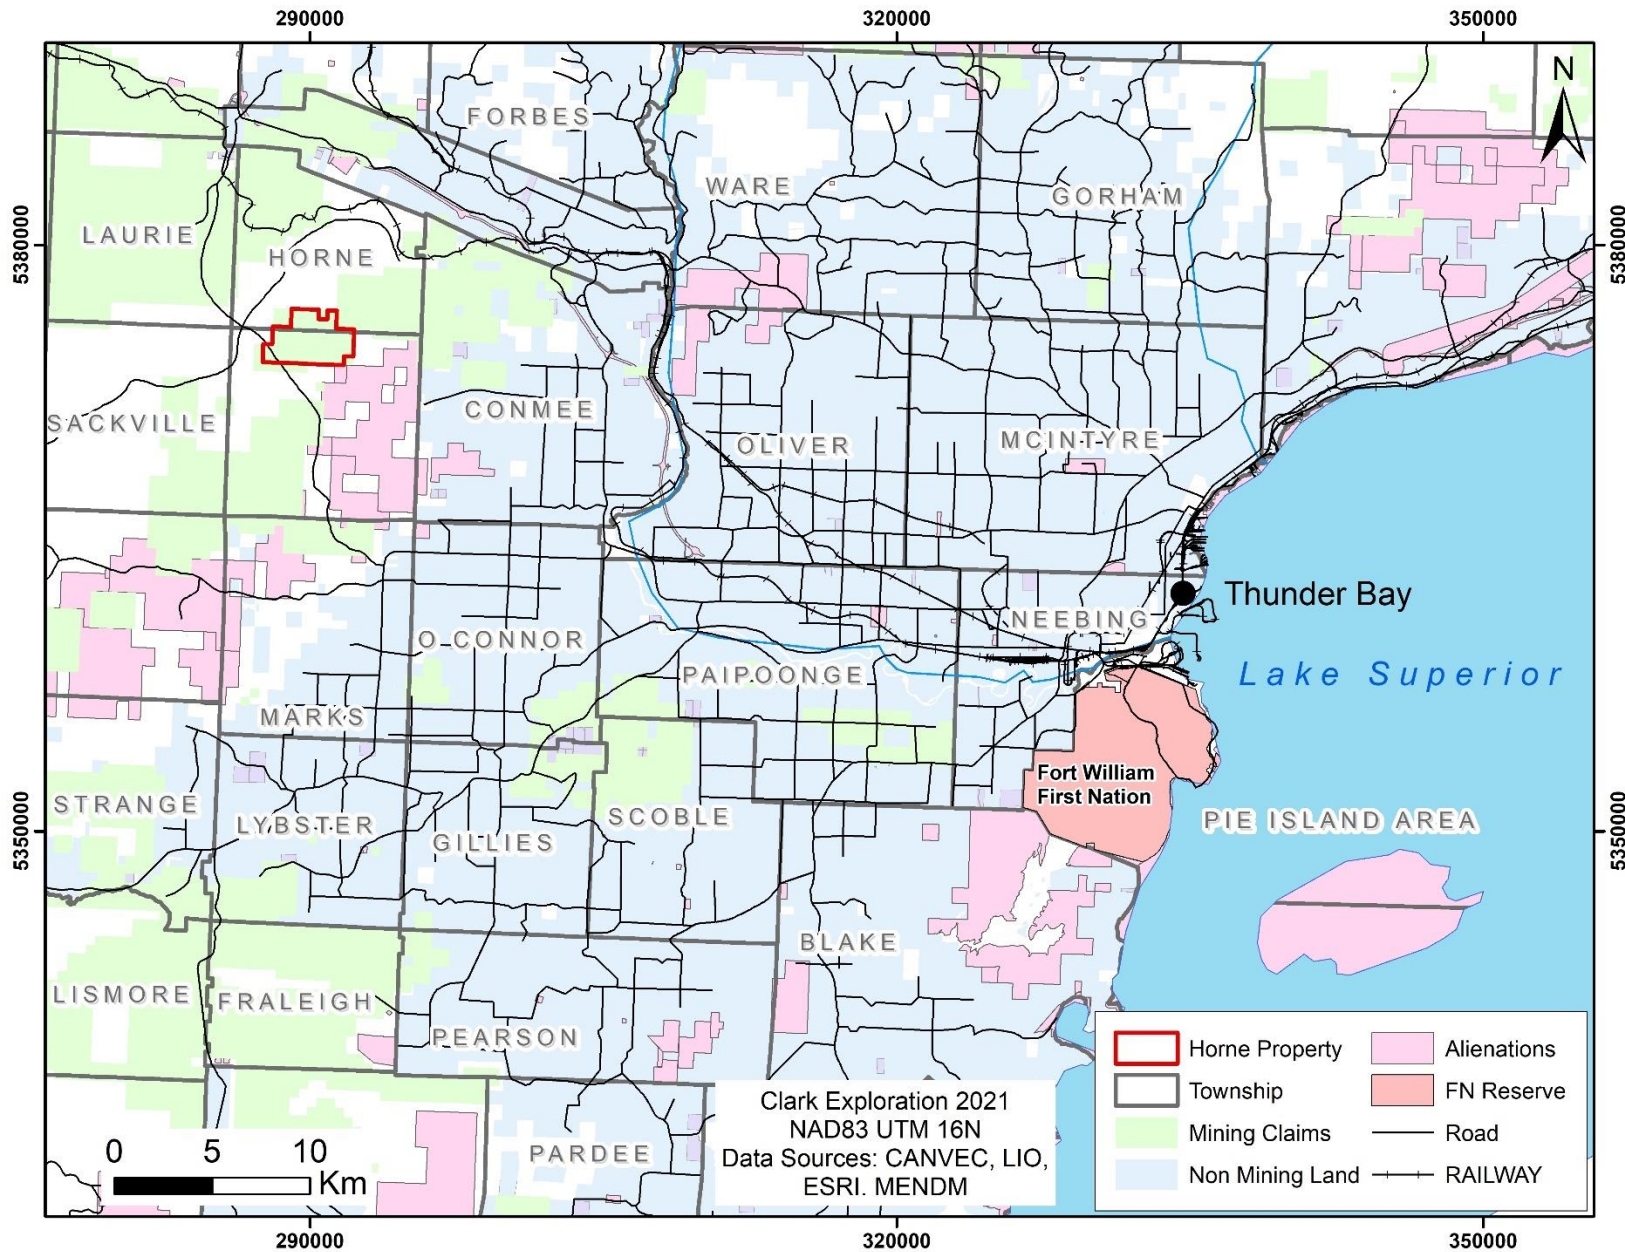 290000
320000
350000
N
FORBES
WARE
GORHAM
LAURIE
HORNE
5380000
5380000
SACKVILLE
CONMEE
OLIVER
MCINTYRE
Thunder Bay
NEEBING
O CONNOR
PAIPOONGE
Lake Superior
MARKS
Fort William
First Nation
STRANGE
LYBSTER
GILLIES
SCOBLE
PIE ISLAND AREA
5350000
5350000
BLAKE
LISMORE
FRALEIGH
PEARSON
PARDEE
0 5 10
Km
Clark Exploration 2021
NAD83 UTM 16N
Data Sources: CANVEC, LIO,
ESRI. MENDM
Horne Property
Township
Mining Claims
Non Mining Land
Alienations
FN Reserve
Road
RAILWAY
290000
320000
350000